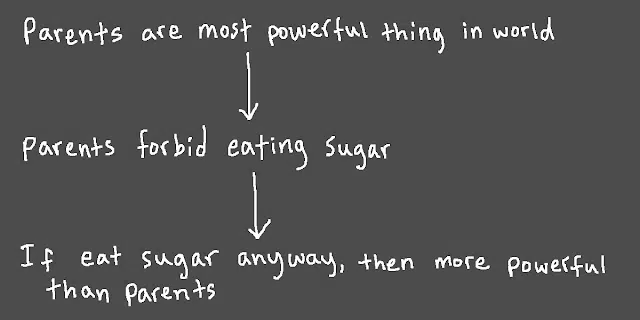 Parents are most powerful thing in world
Parents forbid eating sugar
If eat sugar anyway, then more powerful
than parents